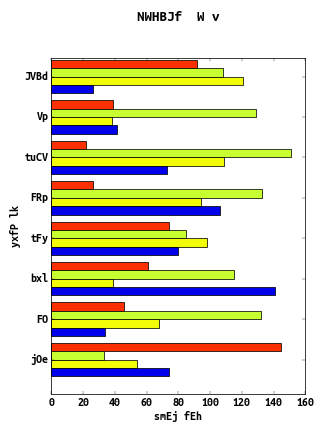 NWHBJf W v
JVBd
Vp
tuCV
FRp
tFy
bxl
FO
jOe
yxfP lk
0 20 40 60 80 100 120 140 160
smEj fEh